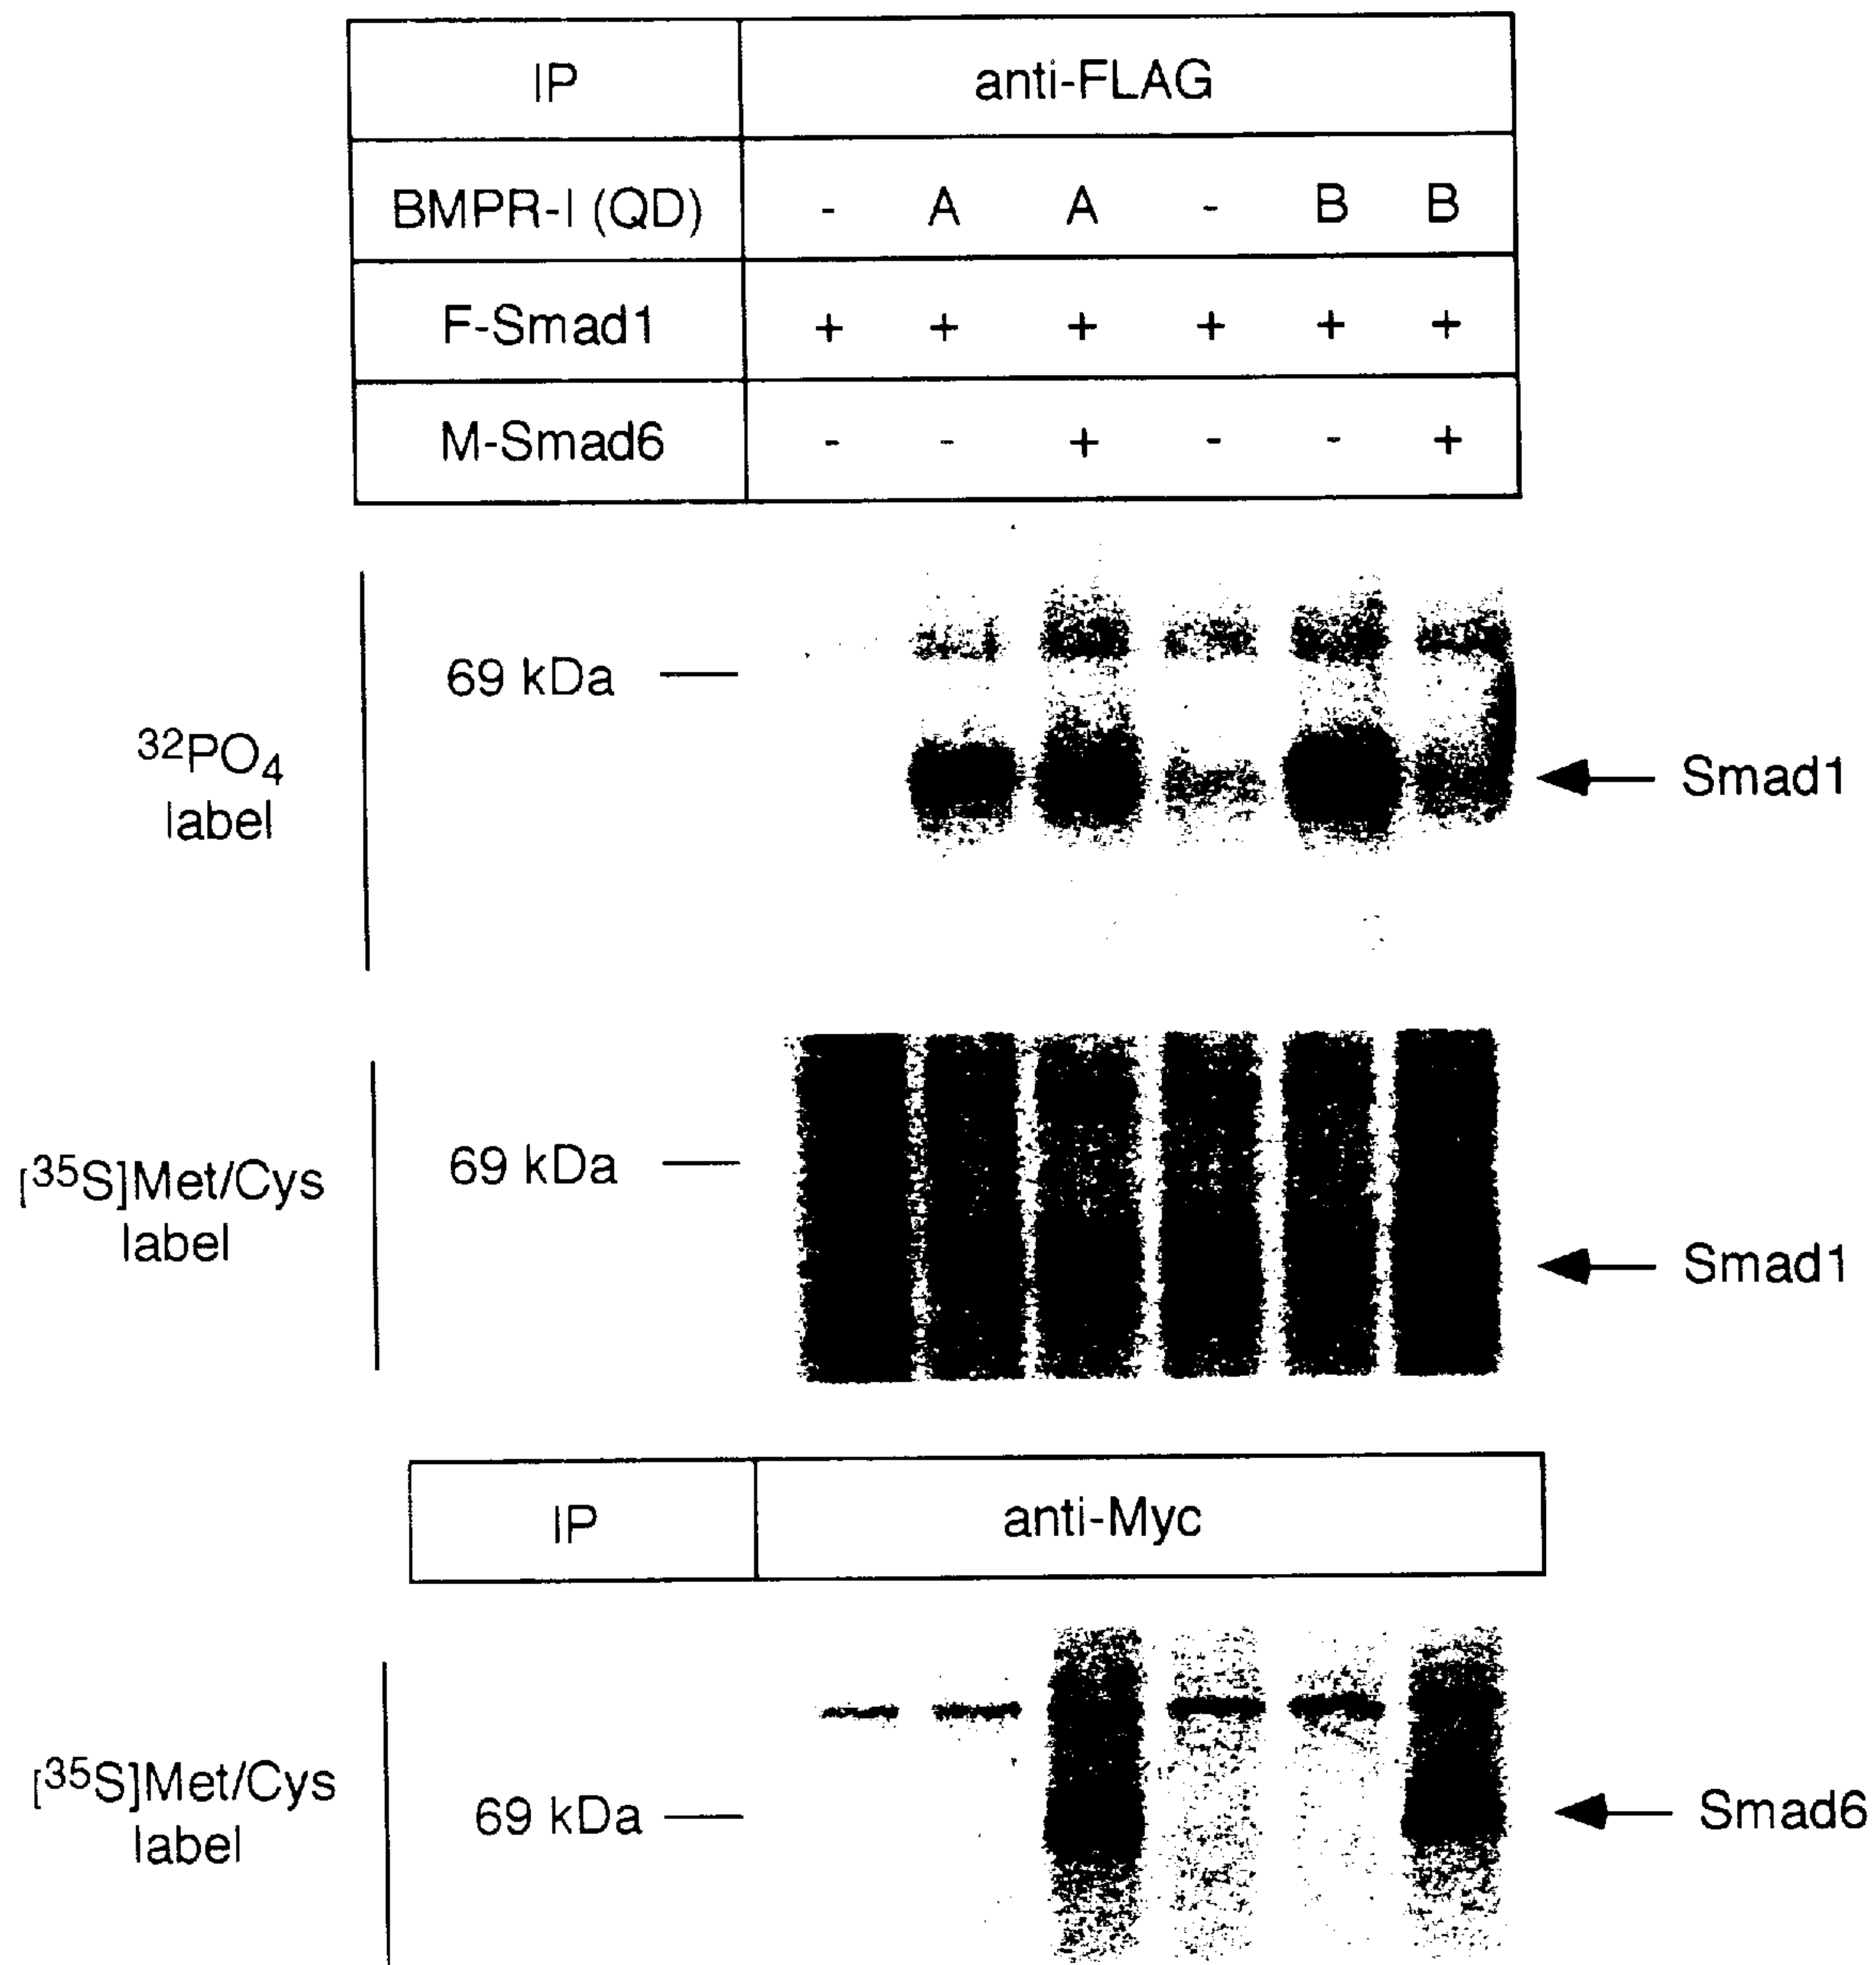 IP anti-FLAG
BMPR-I (QD) - A A - B B
F-Smad1 + + + + + +
M-Smad6 - - + - - +
69 kDa
32PO4
label
Smad1
69 kDa
[35S]Met/Cys
label
Smad1
IP anti-Myc
69 kDa
[35S]Met/Cys
label
Smad6